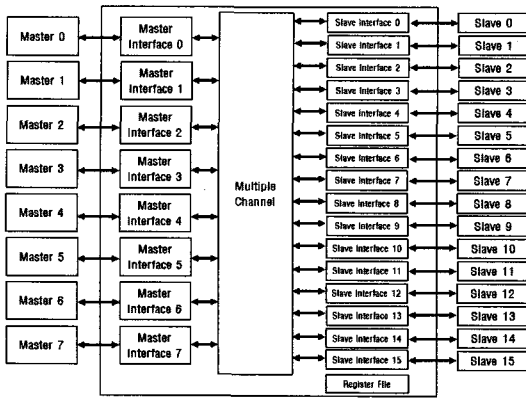 Master 0
Master 1
Master 2
Master 3
Master 4
Master 5
Master 6
Master 7
Master
Interface 0
Master
Interface 1
Master
Interface 2
Master
Interface 3
Master
Interface 4
Master
Interface 5
Master
Interface 6
Master
Interface 7
Multiple
Channel
Slave Interface 0
Slave Interface 1
Slave Interface 2
Slave Interface 3
Slave Interface 4
Slave Interface 5
Slave Interface 6
Slave Interface 7
Slave Interface 8
Slave Interface 9
Slave Interface 10
Slave Interface 11
Slave Interface 12
Slave Interface 13
Slave Interface 14
Slave Interface 15
Register File
Slave 0
Slave 1
Slave 2
Slave 3
Slave 4
Slave 5
Slave 6
Slave 7
Slave 8
Slave 9
Slave 10
Slave 11
Slave 12
Slave 13
Slave 14
Slave 15